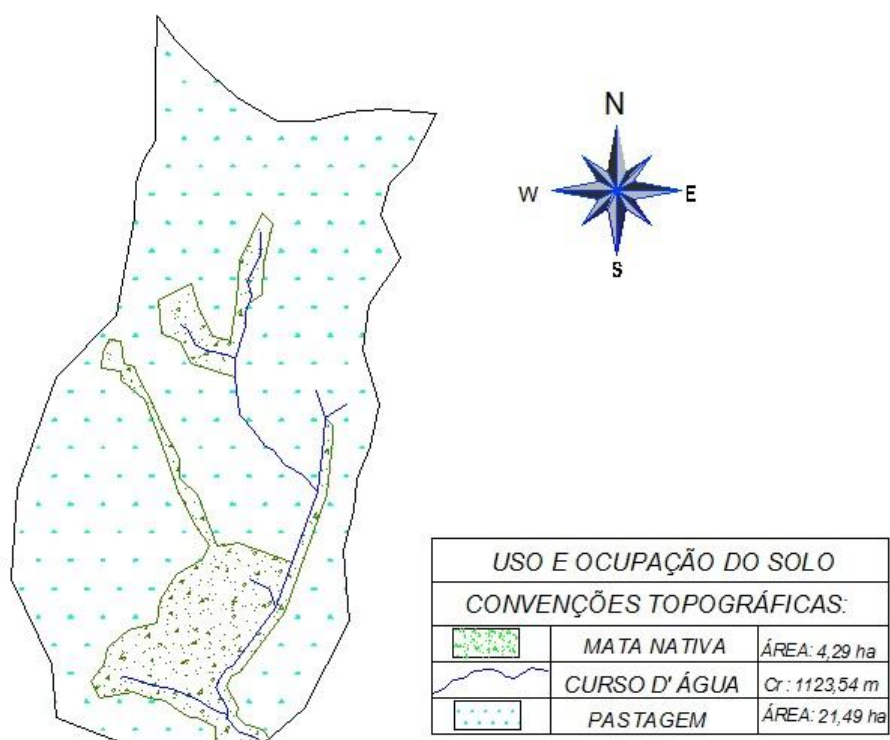 N
W E
S
USO E OCUPAÇÃO DO SOLO
CONVENÇÕES TOPOGRÁFICAS:
MATA NATIVA ÁREA: 4,29 ha
CURSO D' ÁGUA Cr : 1123,54 m
PASTAGEM ÁREA: 21,49 ha